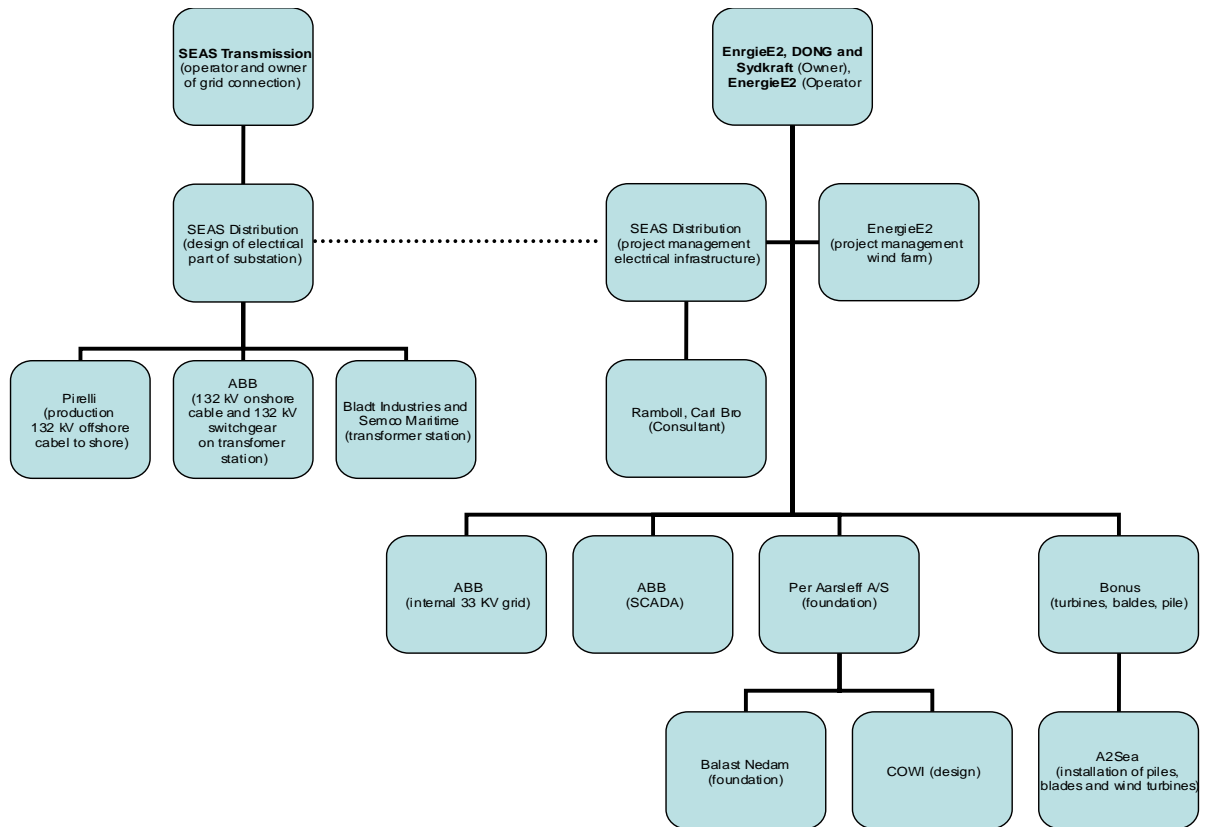 SEAS Transmission
(operator and owner
of grid connection)
EnrgieE2, DONG and
Sydkraft (Owner),
EnergieE2 (Operator
SEAS Distribution
(design of electrical
part of substation)
SEAS Distribution
(project management
electrical infrastructure)
EnergieE2
(project management
wind farm)
Pirelli
(production
132 kV offshore
cabel to shore)
ABB
(132 kV onshore
cable and 132 kV
switchgear
on transfomer
station)
Bladt Industries and
Semco Maritime
(transformer station)
Ramboll, Carl Bro
(Consultant)
ABB
(internal 33 KV grid)
ABB
(SCADA)
Per Aarsleff A/S
(foundation)
Bonus
(turbines, baldes, pile)
Balast Nedam
(foundation)
COWI (design)
A2Sea
(installation of piles,
blades and wind turbines)